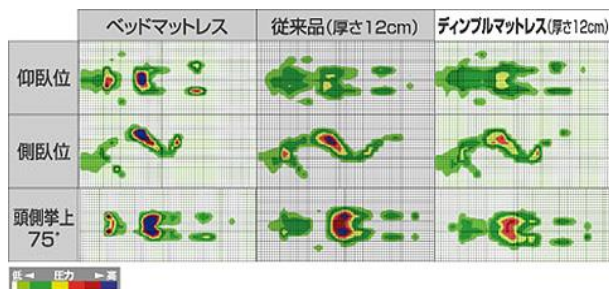 ベッドマットレス 従来品(厚さ12cm) ディンプルマットレス(厚さ12cm)
仰臥位
側臥位
頭側挙上
75°
低◄ 圧力 ►高